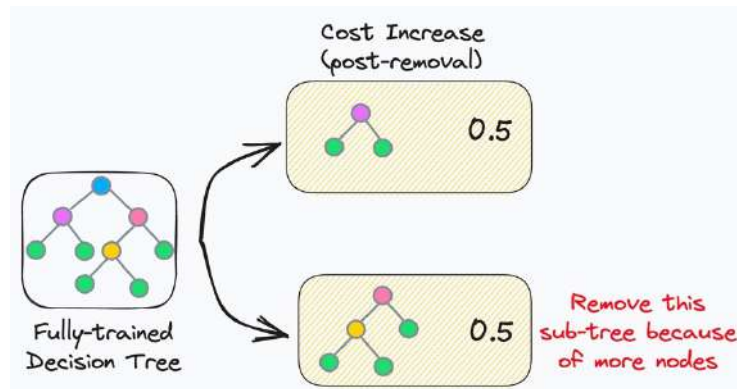 Cost Increase
(post-removal)
0.5
Fully-trained
Decision Tree
0.5
Remove this
sub-tree because
of more nodes